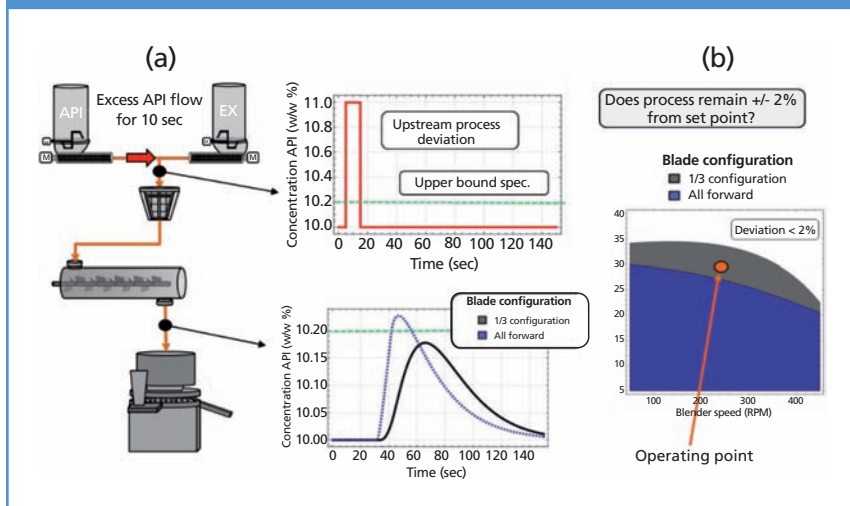 (a)
API
EX
Excess API flow
for 10 sec
M
M
Concentration API (w/w %)
11.0
10.8
10.6
10.4
10.2
10.0
Upstream process
deviation
Upper bound spec.
0 20 40 60 80 100 120 140
Time (sec)
Concentration API (w/w %)
10.20
10.15
10.10
10.05
10.00
Blade configuration
1/3 configuration
All forward
0 20 40 60 80 100 120 140
Time (sec)
(b)
Does process remain +/- 2%
from set point?
Blade configuration
1/3 configuration
All forward
40
35
30
25
20
15
10
5
Deviation < 2%
100 200 300 400
Blender speed (RPM)
Operating point